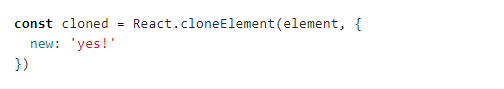 const cloned = React.cloneElement(element, {
  new: 'yes!'
})